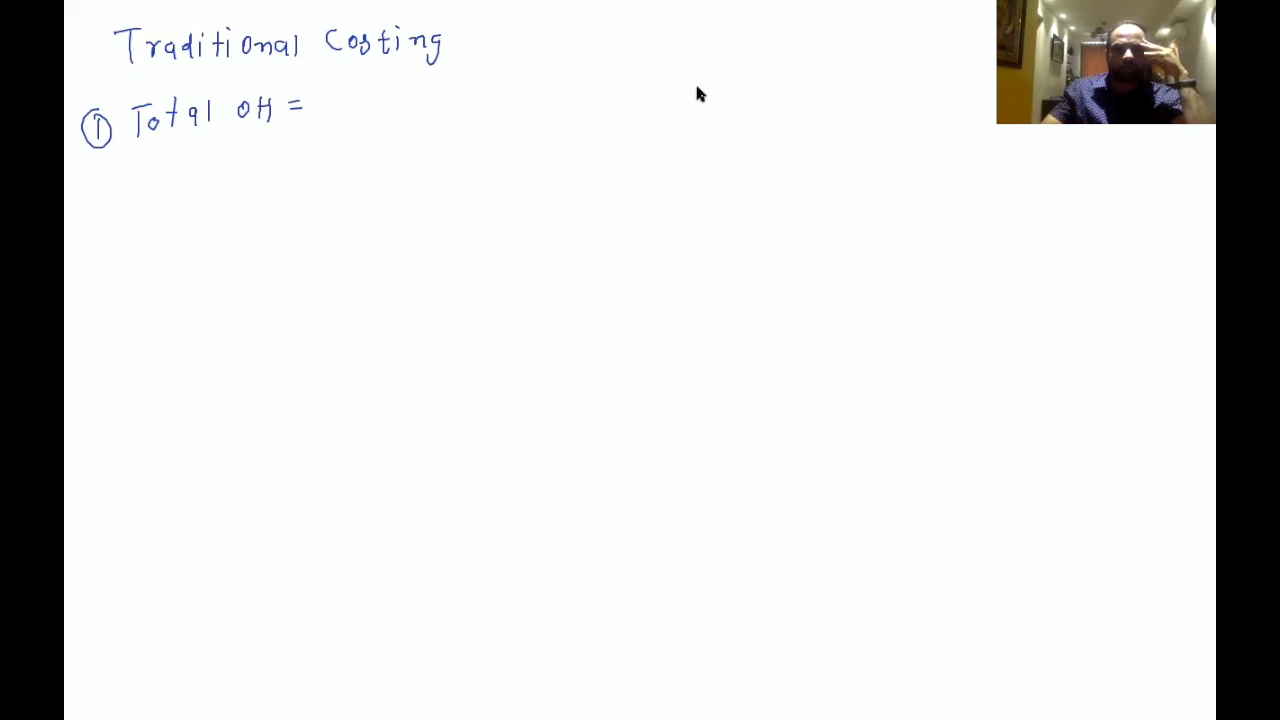 Traditional Costing
① Total OH =